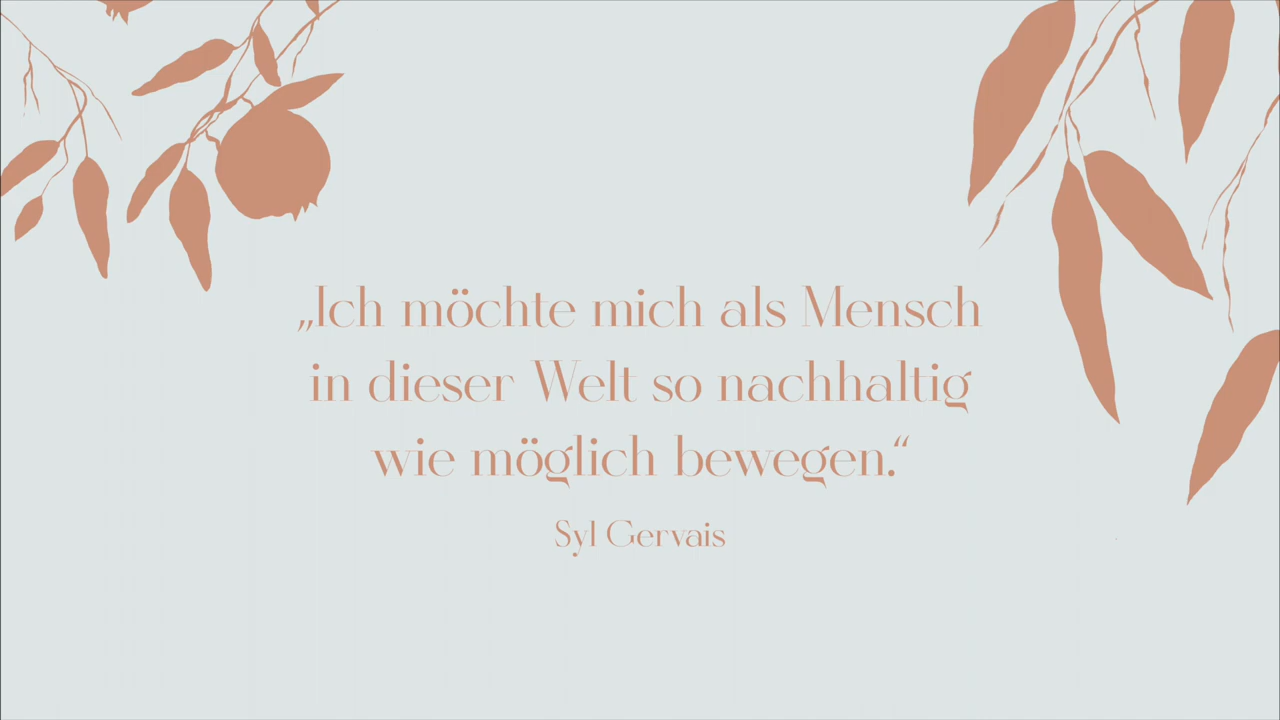 „Ich möchte mich als Mensch
in dieser Welt so nachhaltig
wie möglich bewegen.“
Syl Gervais